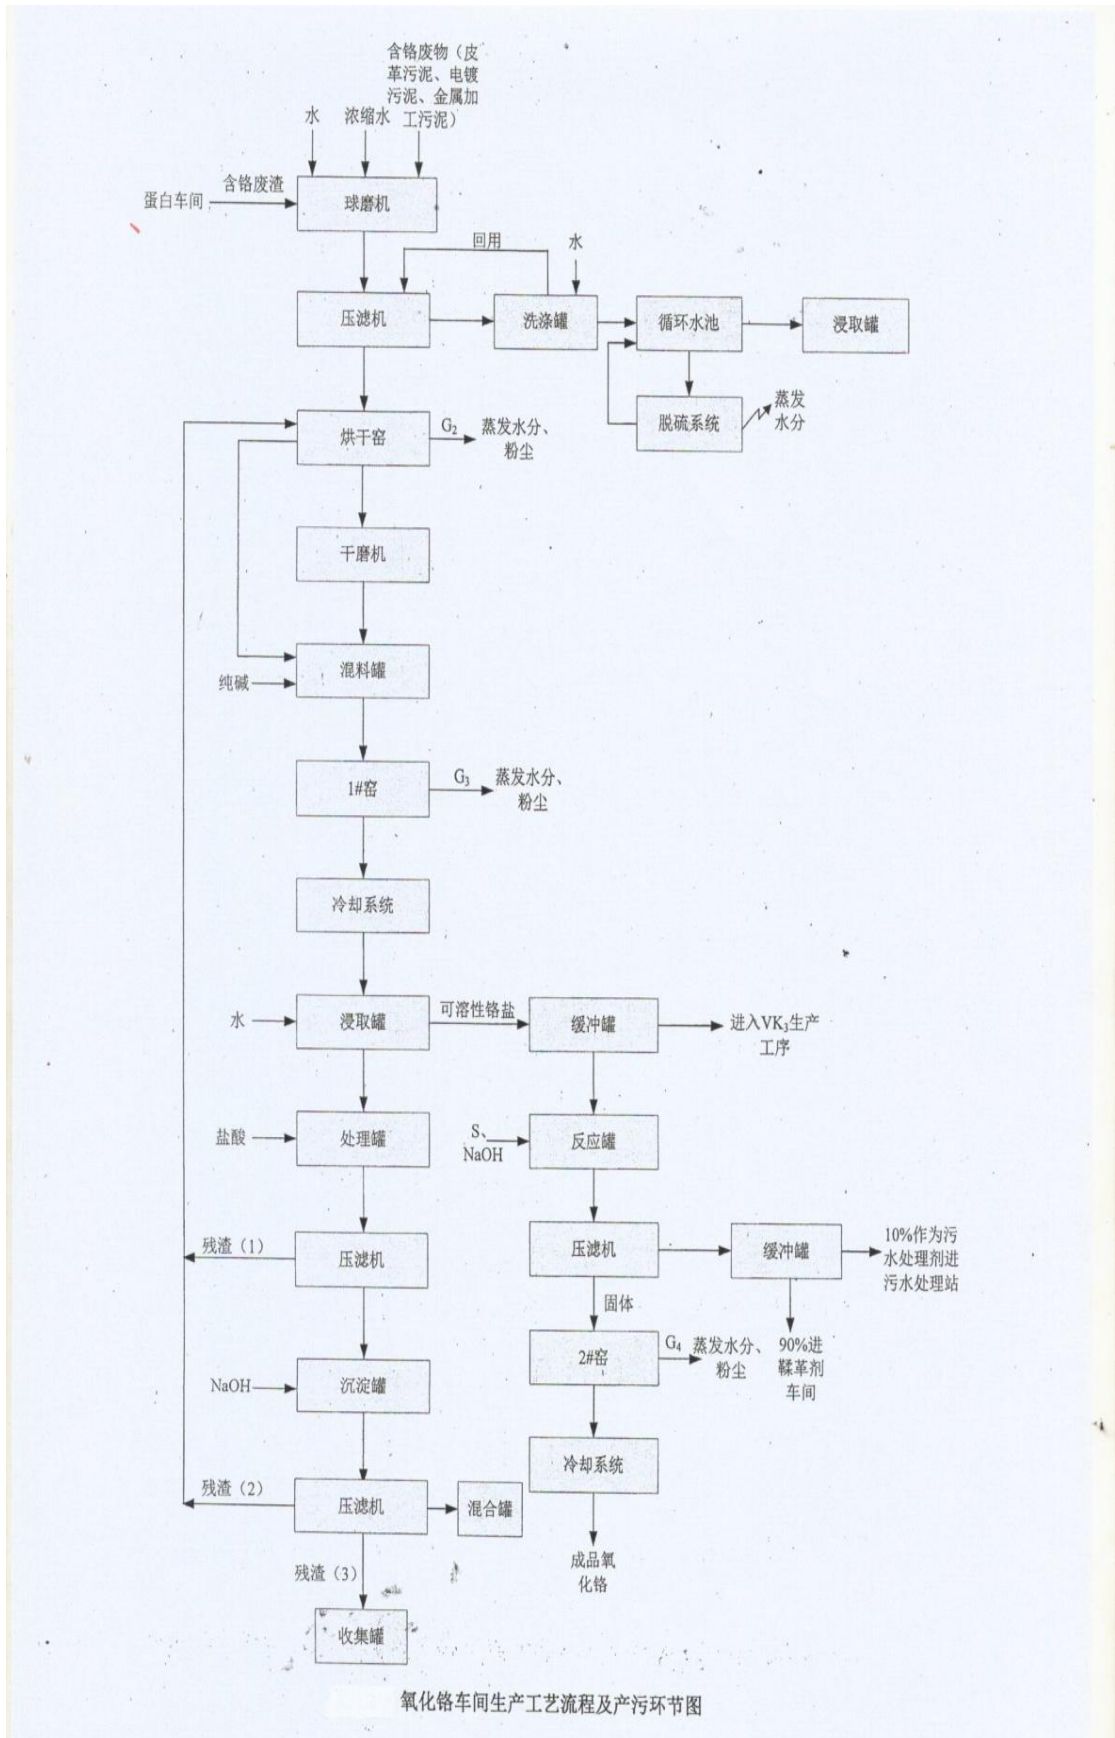 含铬废物（皮
革污泥、电镀
污泥、金属加
工污泥）
水
浓缩水
蛋白车间
含铬废渣
球磨机
回用
水
压滤机
洗涤罐
循环水池
浸取罐
烘干窑
G₂
蒸发水分、
粉尘
脱硫系统
蒸发
水分
干磨机
混料罐
纯碱
1#窑
G₃
蒸发水分、
粉尘
冷却系统
水
浸取罐
可溶性铬盐
缓冲罐
进入VK₃生产
工序
盐酸
处理罐
S、
NaOH
反应罐
残渣（1）
压滤机
压滤机
缓冲罐
10%作为污
水处理剂进
污水处理站
固体
2#窑
G₄
蒸发水分、
粉尘
90%进
鞣革剂
车间
NaOH
沉淀罐
冷却系统
残渣（2）
压滤机
混合罐
成品氧
化铬
残渣（3）
收集罐
氧化铬车间生产工艺流程及产污环节图